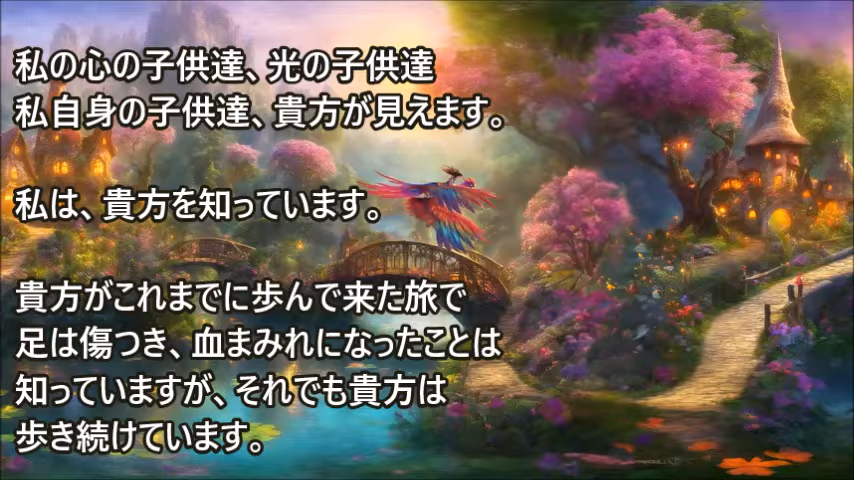 私の心の子供達、光の子供達
私自身の子供達、貴方が見えます。
私は、貴方を知っています。
貴方がこれまでに歩んで来た旅で
足は傷つき、血まみれになったことは
知っていますが、それでも貴方は
歩き続けています。